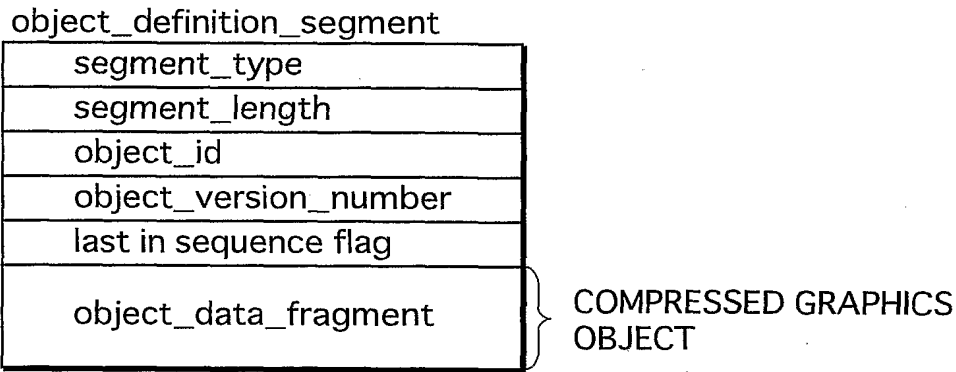 object_definition_segment
segment_type
segment_length
object_id
object_version_number
last in sequence flag
object_data_fragment
COMPRESSED GRAPHICS
OBJECT